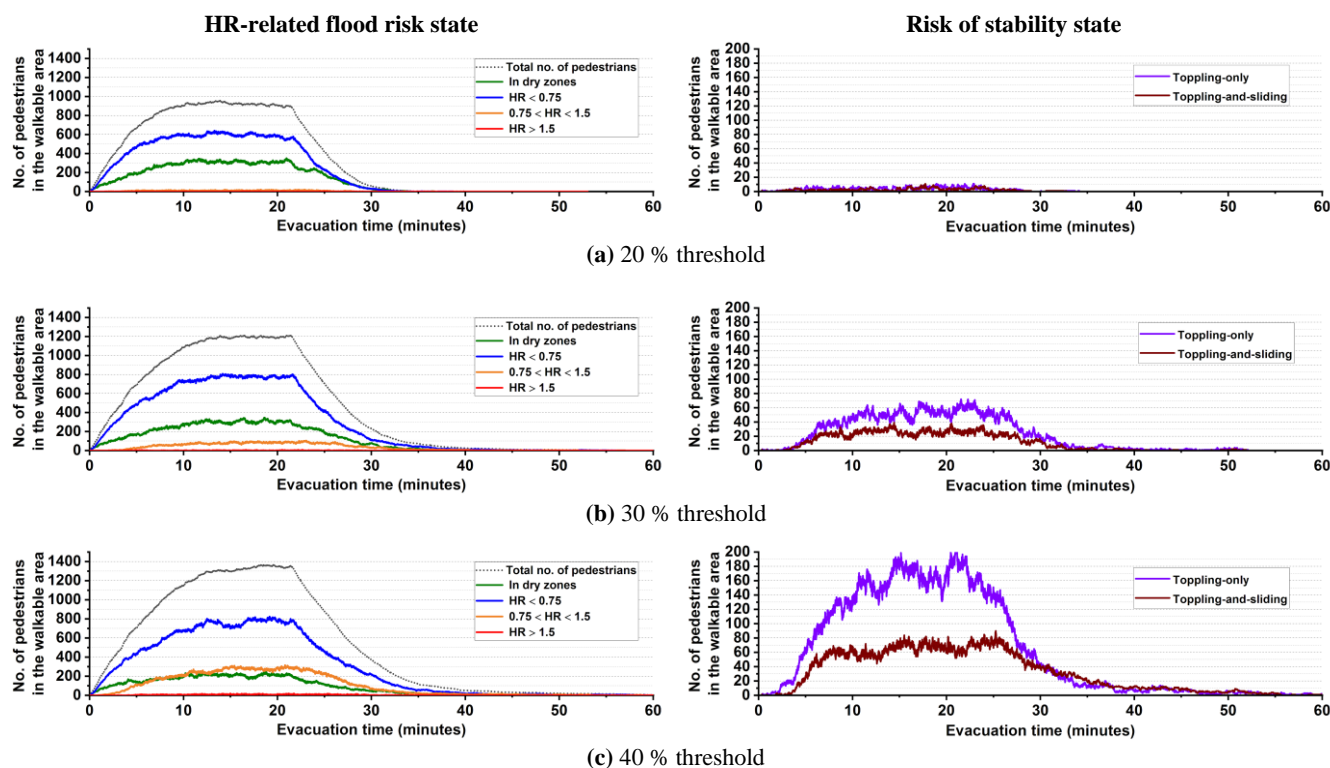 HR-related flood risk state
Risk of stability state
No. of pedestrians
in the walkable area
1400
1200
1000
800
600
400
200
0
Total no. of pedestrians
In dry zones
HR < 0.75
0.75 < HR < 1.5
HR > 1.5
0 10 20 30 40 50 60
Evacuation time (minutes)
No. of pedestrians
in the walkable area
200
180
160
140
120
100
80
60
40
20
0
Toppling-only
Toppling-and-sliding
0 10 20 30 40 50 60
Evacuation time (minutes)
(a) 20 % threshold
No. of pedestrians
in the walkable area
1400
1200
1000
800
600
400
200
0
Total no. of pedestrians
In dry zones
HR < 0.75
0.75 < HR < 1.5
HR > 1.5
0 10 20 30 40 50 60
Evacuation time (minutes)
No. of pedestrians
in the walkable area
200
180
160
140
120
100
80
60
40
20
0
Toppling-only
Toppling-and-sliding
0 10 20 30 40 50 60
Evacuation time (minutes)
(b) 30 % threshold
No. of pedestrians
in the walkable area
1400
1200
1000
800
600
400
200
0
Total no. of pedestrians
In dry zones
HR < 0.75
0.75 < HR < 1.5
HR > 1.5
0 10 20 30 40 50 60
Evacuation time (minutes)
No. of pedestrians
in the walkable area
200
180
160
140
120
100
80
60
40
20
0
Toppling-only
Toppling-and-sliding
0 10 20 30 40 50 60
Evacuation time (minutes)
(c) 40 % threshold